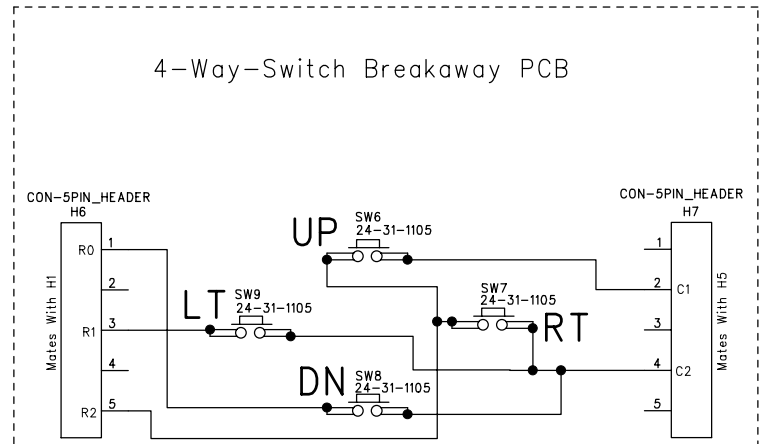 4-Way-Switch Breakaway PCB
CON-5PIN_HEADER
H6
Mates With H1
R0
1
2
R1
3
4
R2
5
UP
SW6
24-31-1105
LT
SW9
24-31-1105
SW7
24-31-1105
RT
DN
SW8
24-31-1105
CON-5PIN_HEADER
H7
1
2
C1
3
4
C2
5
Mates With H5